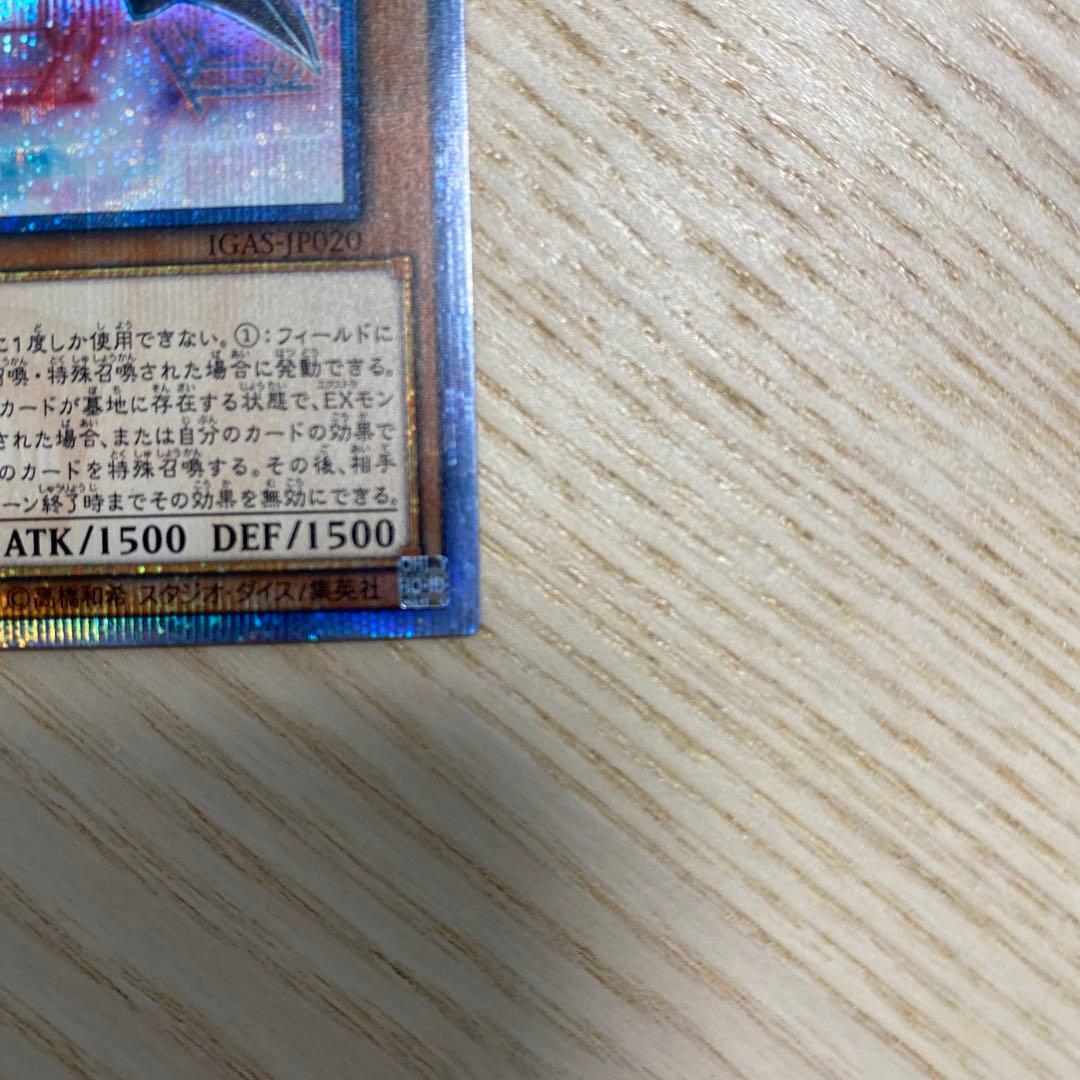 IGAS-JP020
に1度しか使用できない。①:フィールドに
召喚・特殊召喚された場合に発動できる。
カードが墓地に存在する状態で、EXモン
された場合、または自分のカードの効果で
のカードを特殊召喚する。その後、相手
ーン終了時までその効果を無効にできる。
ATK/1500 DEF/1500
©高橋和希 スタジオ・ダイス/集英社